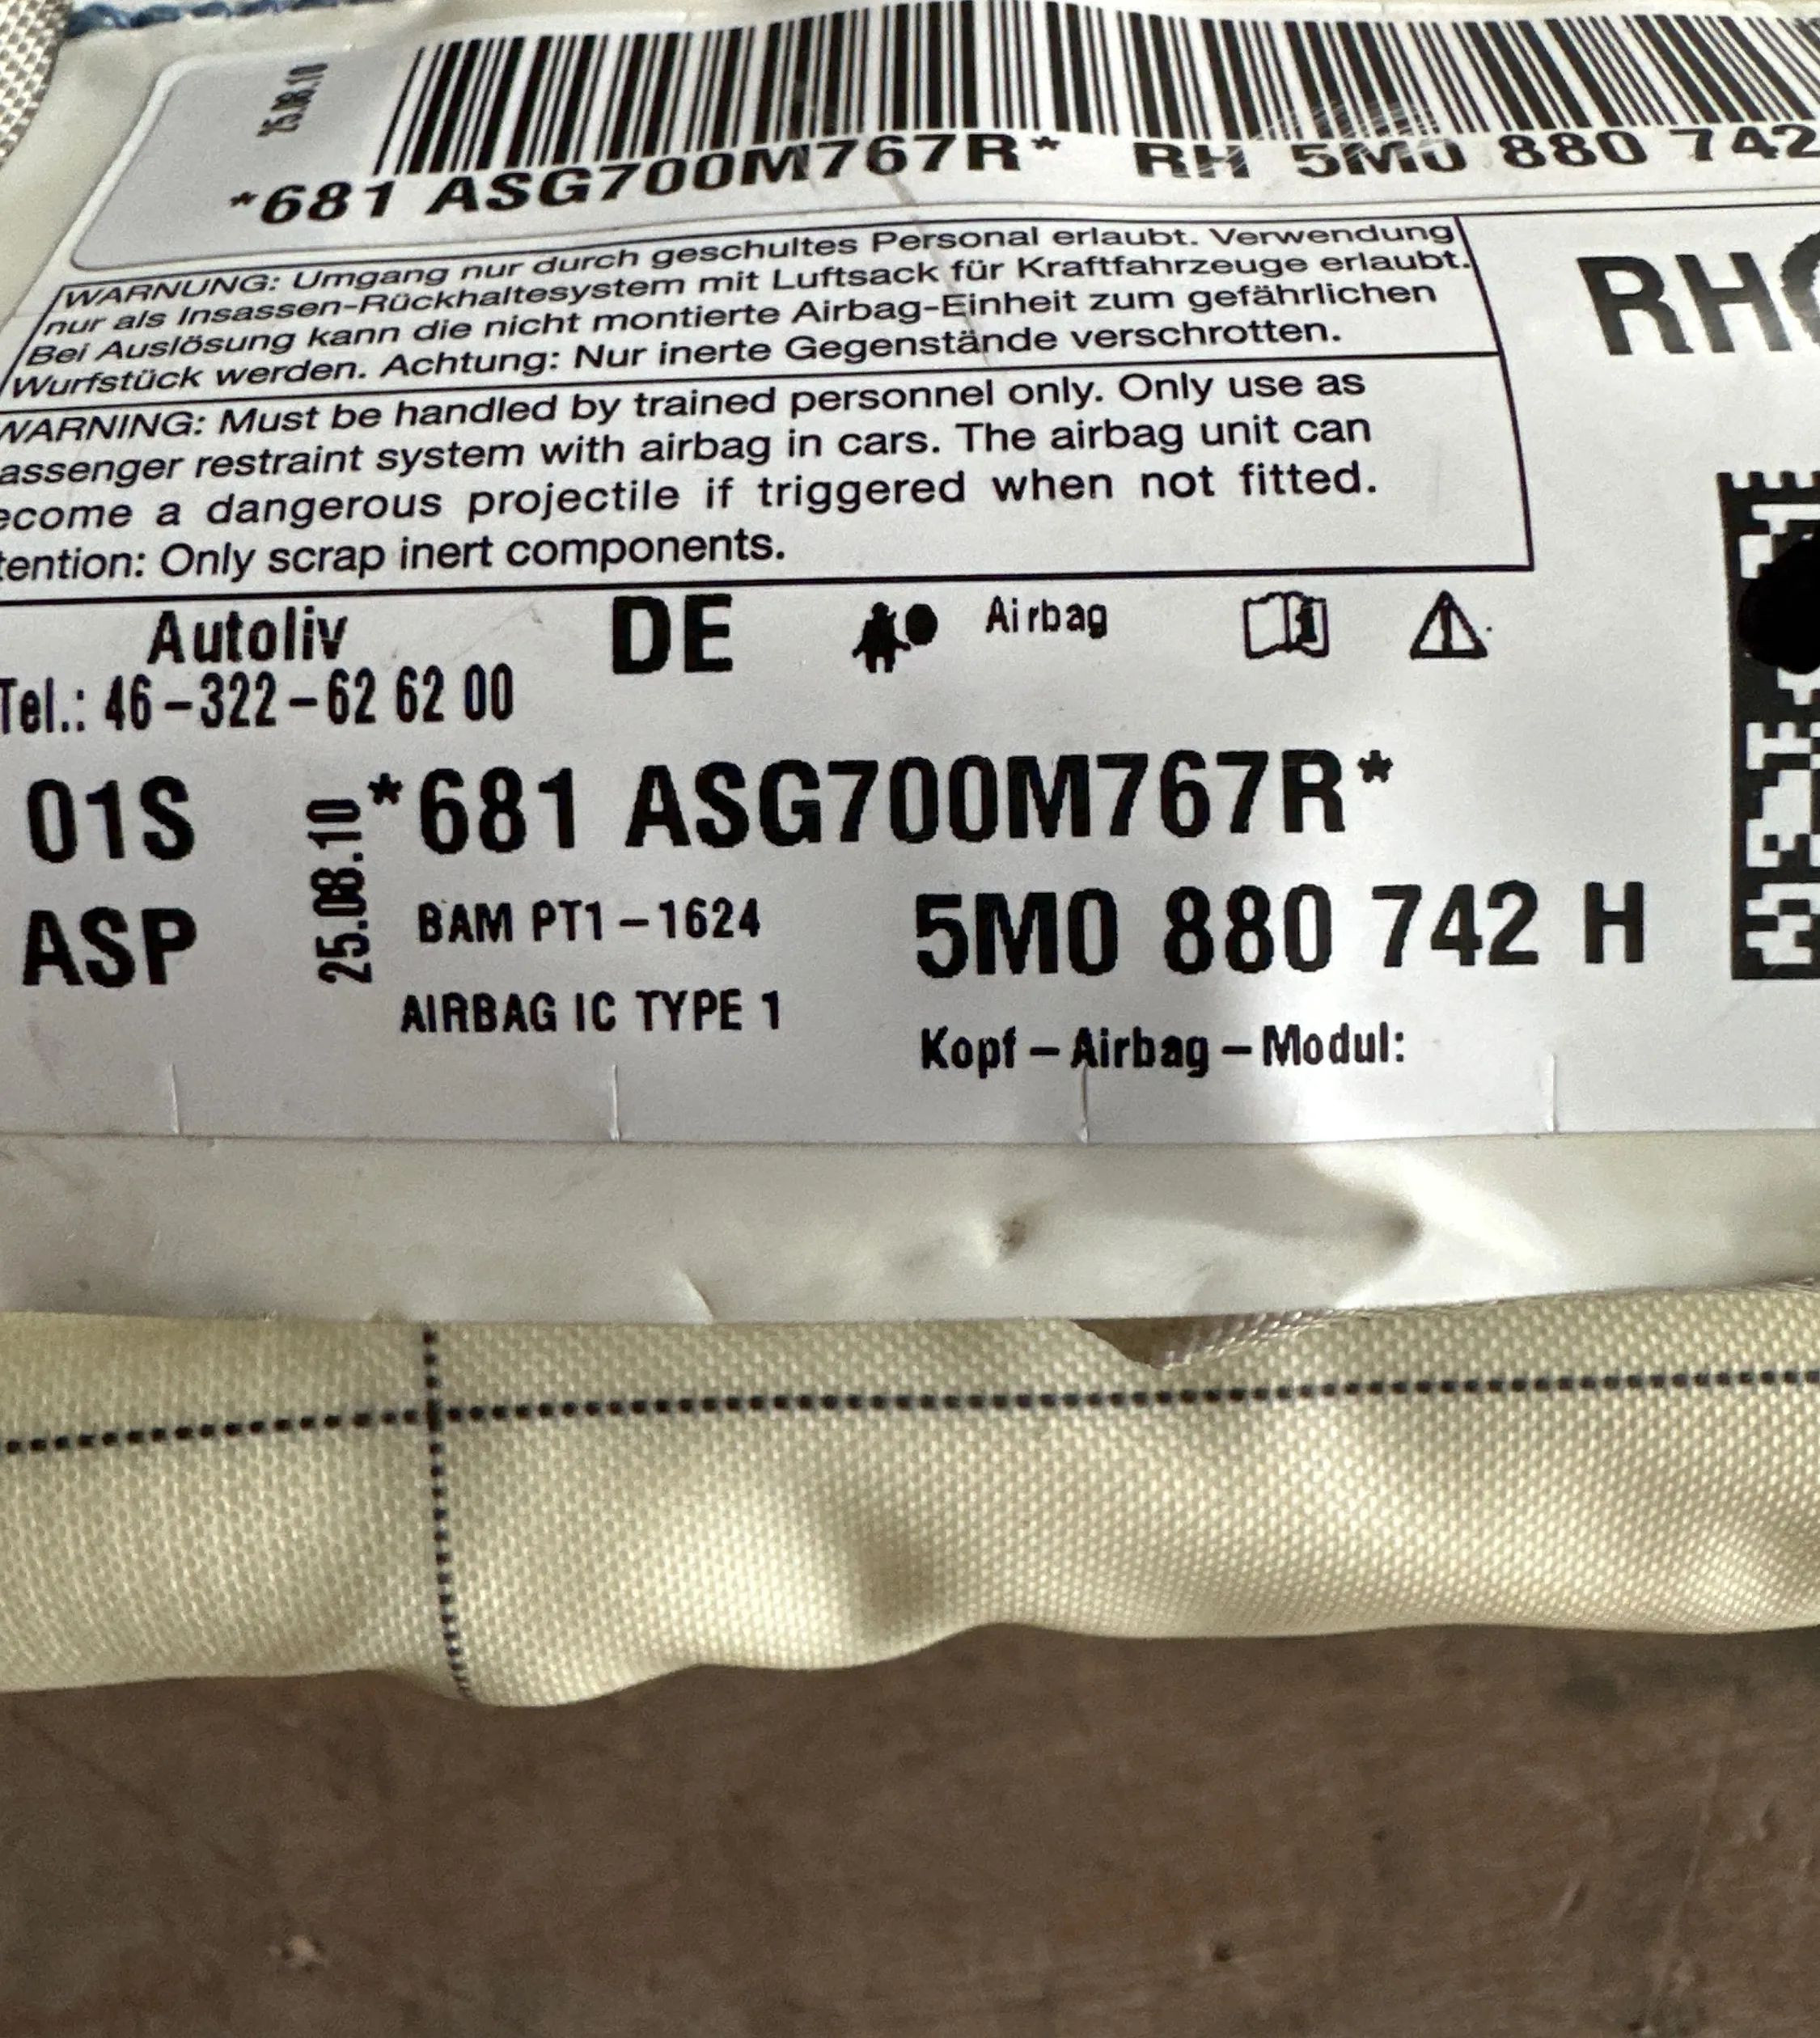 25.08.10
*681 ASG700M767R* RH 5M0 880 742
WARNUNG: Umgang nur durch geschultes Personal erlaubt. Verwendung
nur als Insassen-Rückhaltesystem mit Luftsack für Kraftfahrzeuge erlaubt.
Bei Auslösung kann die nicht montierte Airbag-Einheit zum gefährlichen
Wurfstück werden. Achtung: Nur inerte Gegenstände verschrotten.
RH
WARNING: Must be handled by trained personnel only. Only use as
assenger restraint system with airbag in cars. The airbag unit can
ecome a dangerous projectile if triggered when not fitted.
tention: Only scrap inert components.
Autoliv DE Airbag
Tel.: 46-322-62 62 00
01S 25.08.10 *681 ASG700M767R*
ASP BAM PT1-1624 5M0 880 742 H
AIRBAG IC TYPE 1
Kopf-Airbag-Modul: